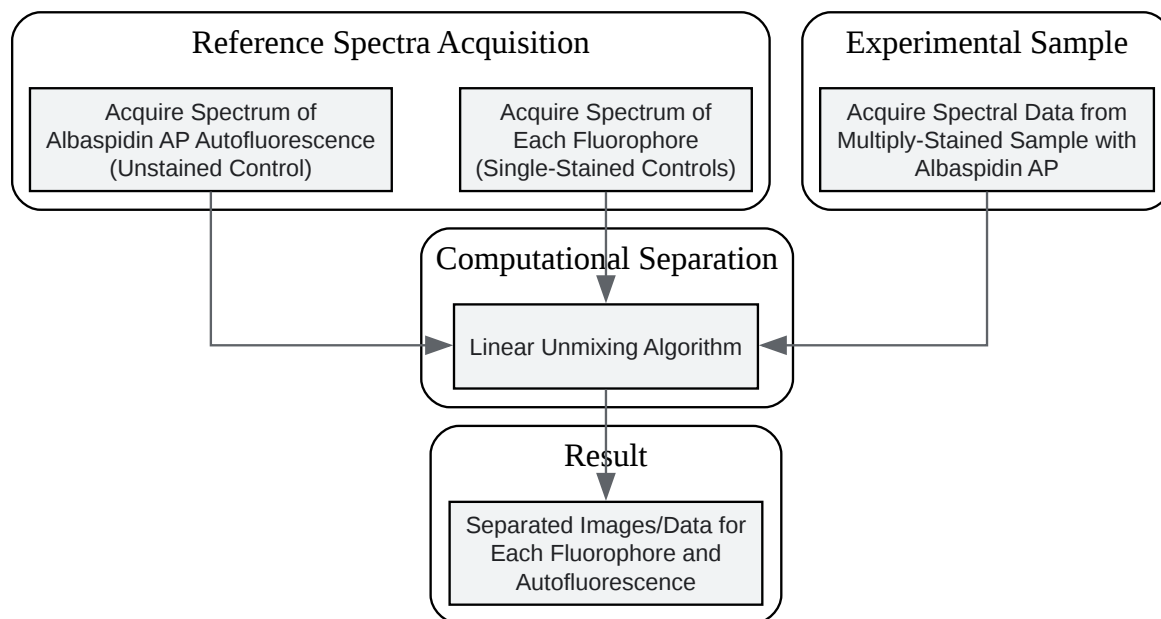 Reference Spectra Acquisition
Acquire Spectrum of
Albaspidin AP Autofluorescence
(Unstained Control)
Acquire Spectrum of
Each Fluorophore
(Single-Stained Controls)
Experimental Sample
Acquire Spectral Data from
Multiply-Stained Sample with
Albaspidin AP
Computational Separation
Linear Unmixing Algorithm
Result
Separated Images/Data for
Each Fluorophore and
Autofluorescence